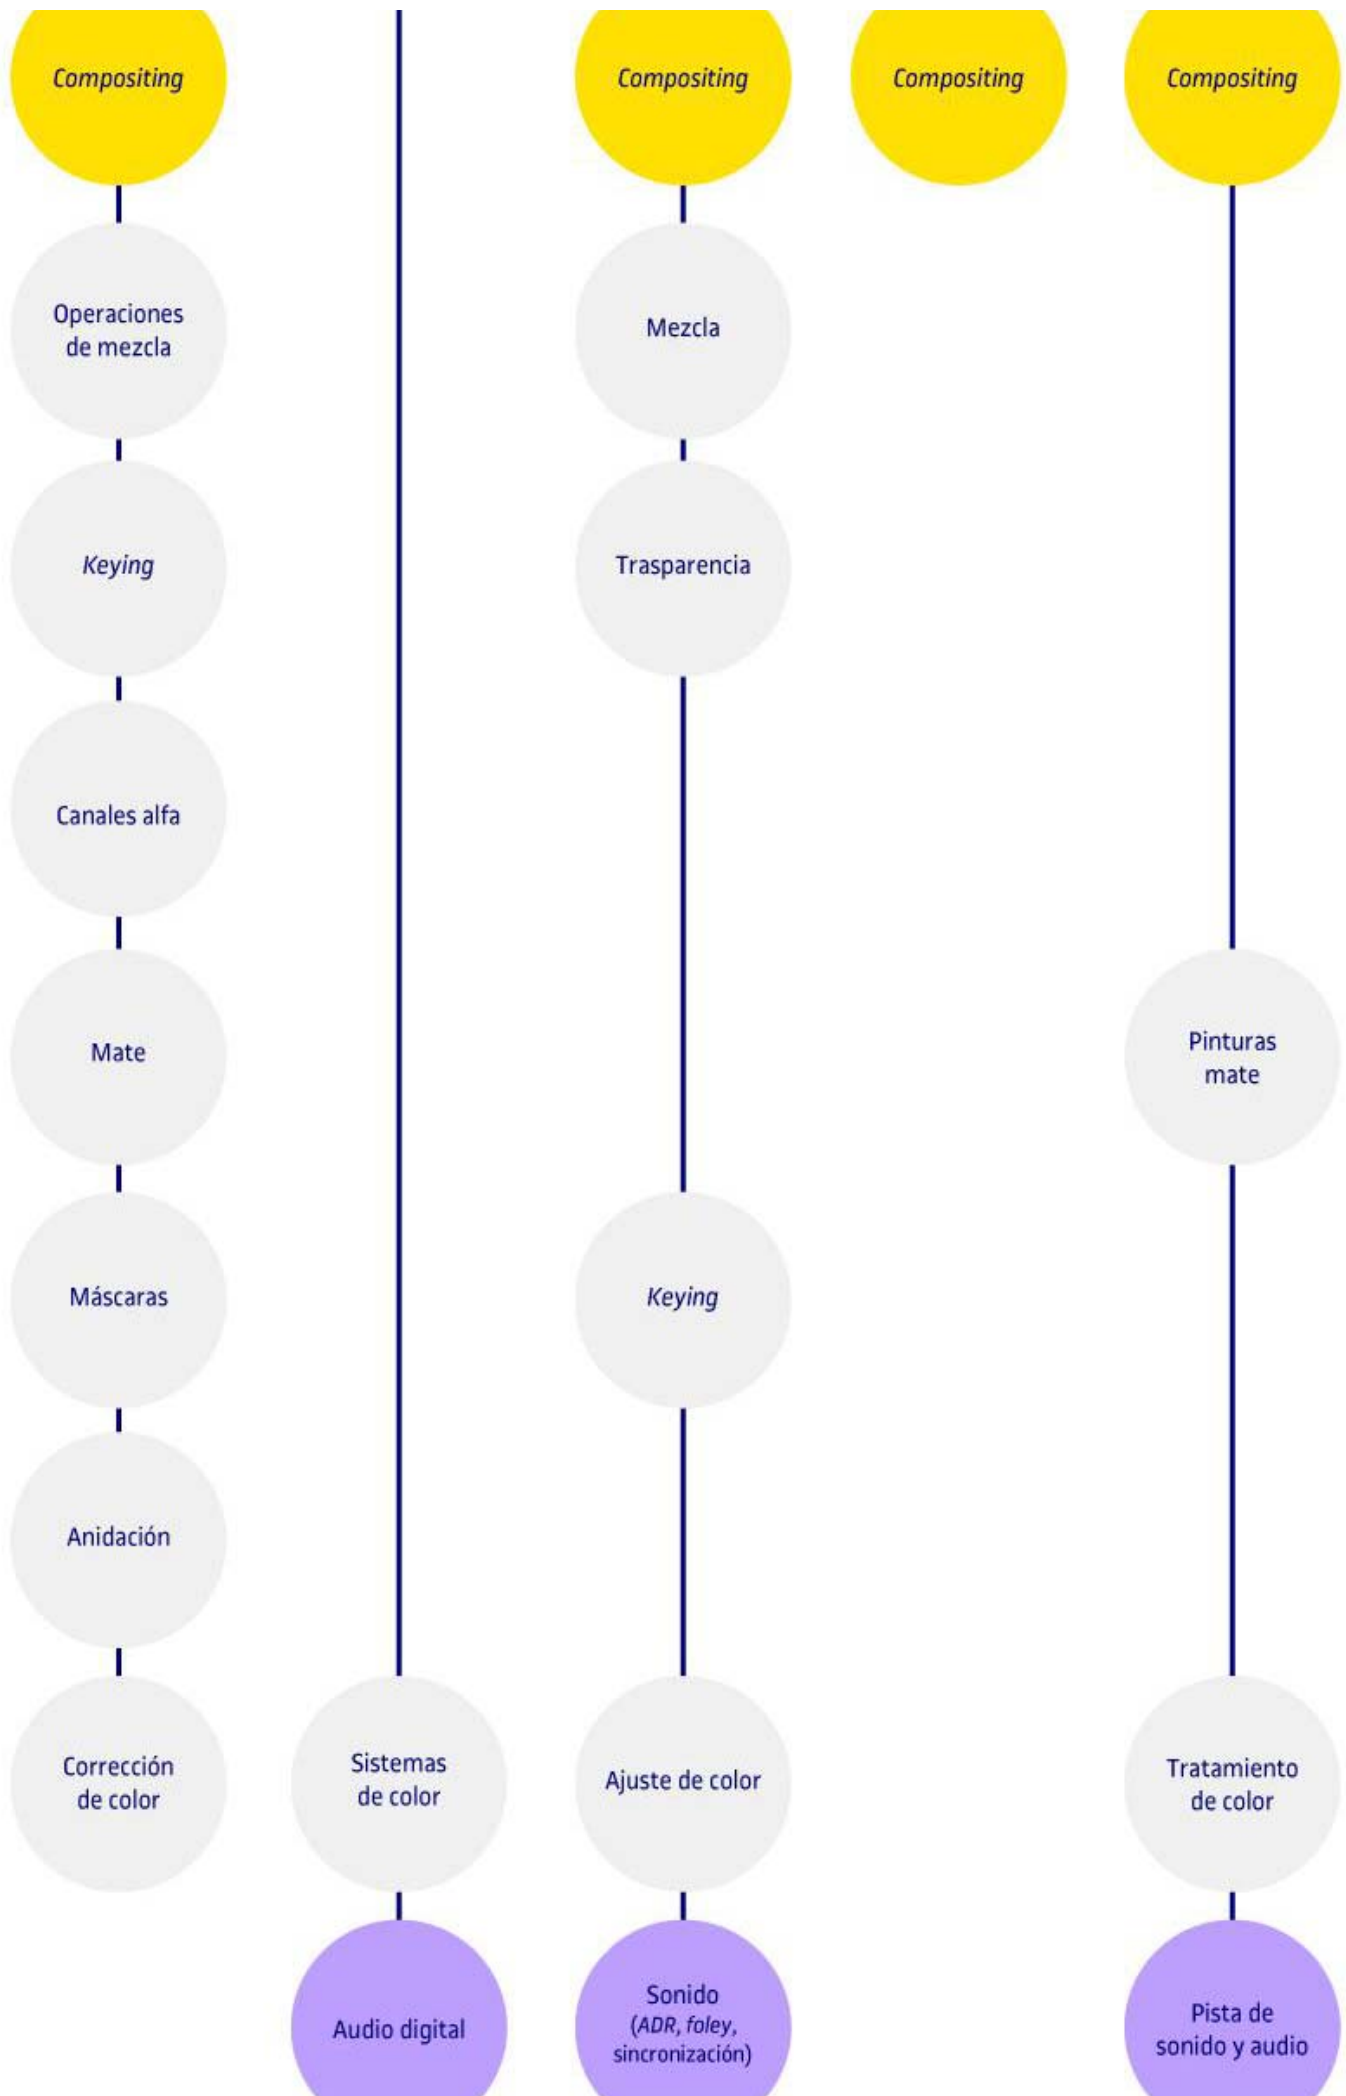 Compositing
Compositing
Compositing
Compositing
Operaciones
de mezcla
Mezcla
Keying
Trasparencia
Canales alfa
Mate
Pinturas
mate
Máscaras
Keying
Anidación
Corrección
de color
Sistemas
de color
Ajuste de color
Tratamiento
de color
Audio digital
Sonido
(ADR, foley,
sincronización)
Pista de
sonido y audio